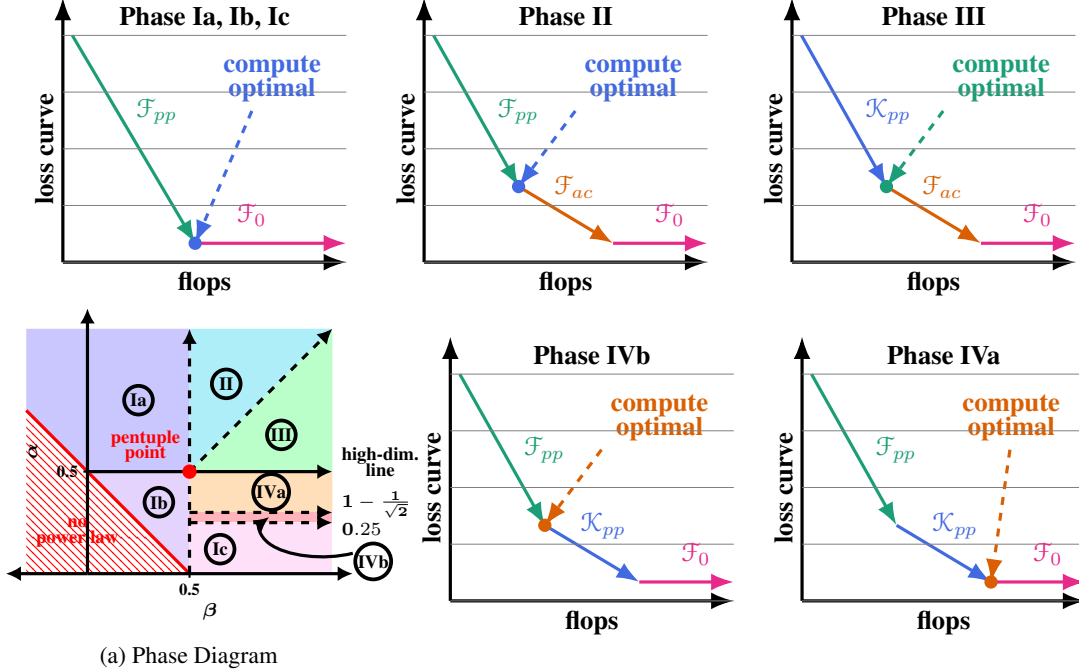 Phase Ia, Ib, Ic
loss curve
flops
compute
optimal
ℱpp
ℱ0
Phase II
loss curve
flops
compute
optimal
ℱpp
ℱac
ℱ0
Phase III
loss curve
flops
compute
optimal
𝒦pp
ℱac
ℱ0
α
0.5
Ia
II
III
pentuple
point
high-dim.
line
IVa
Ib
1 − 1/√2
0.25
no
power law
Ic
IVb
0.5
β
(a) Phase Diagram
Phase IVb
loss curve
flops
compute
optimal
ℱpp
𝒦pp
ℱ0
Phase IVa
loss curve
flops
compute
optimal
ℱpp
𝒦pp
ℱ0